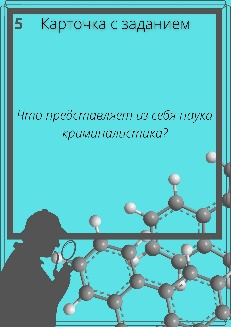 5 Карточка с заданием
Что представляет из себя наука
криминалистика?